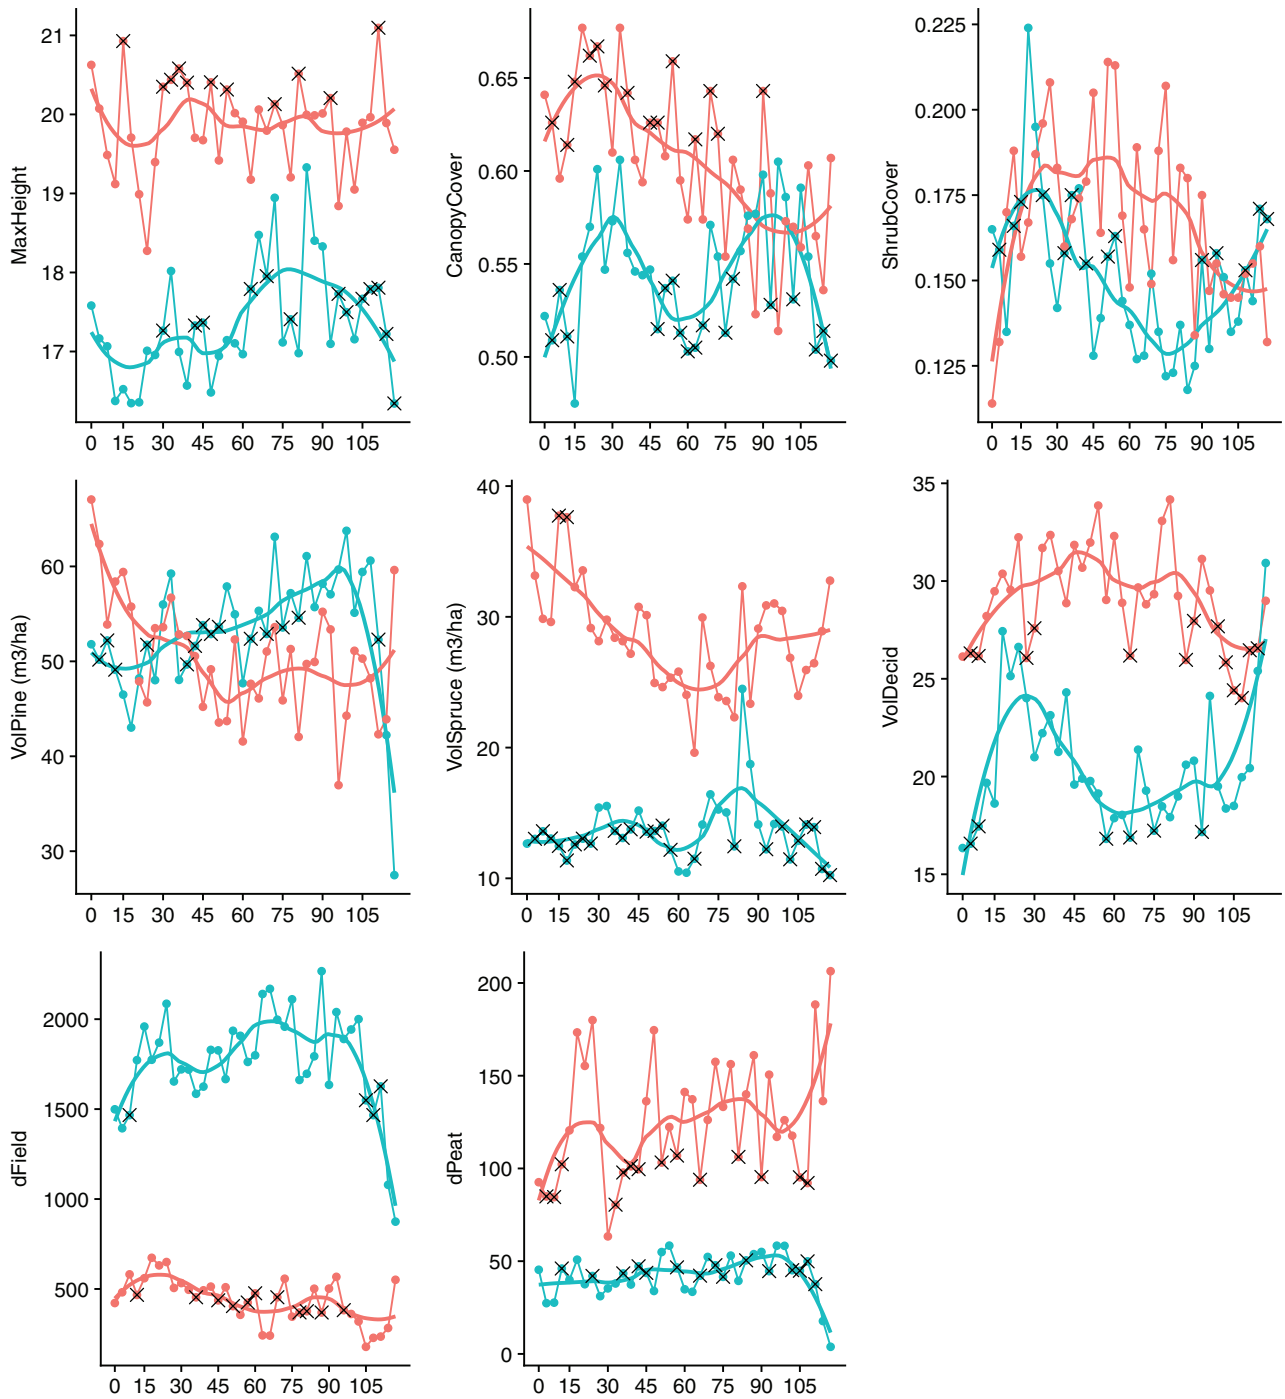 MaxHeight
21
20
19
18
17
0 15 30 45 60 75 90 105
CanopyCover
0.65
0.60
0.55
0.50
0 15 30 45 60 75 90 105
ShrubCover
0.225
0.200
0.175
0.150
0.125
0 15 30 45 60 75 90 105
VolPine (m3/ha)
60
50
40
30
0 15 30 45 60 75 90 105
VolSpruce (m3/ha)
40
30
20
10
0 15 30 45 60 75 90 105
VolDecid
35
30
25
20
15
0 15 30 45 60 75 90 105
dField
2000
1500
1000
500
0 15 30 45 60 75 90 105
dPeat
200
150
100
50
0
0 15 30 45 60 75 90 105